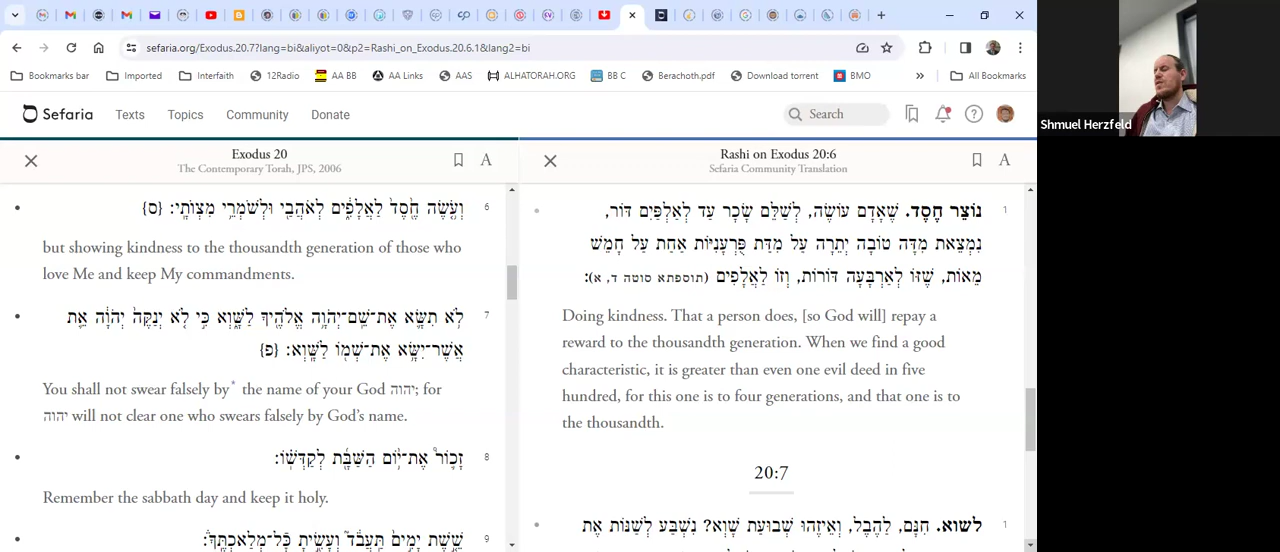 sefaria.org/Exodus.20.7?lang=bi&aliyot=0&p2=Rashi_on_Exodus.20.6.1&lang2=bi
Bookmarks bar Imported Interfaith 12Radio AA BB AA Links AAS ALHATORAH.ORG BB C Berachoth.pdf Download torrent BMO » All Bookmarks
Sefaria Texts Topics Community Donate Search
Exodus 20
The Contemporary Torah, JPS, 2006
A
6 וְעֹ֥שֶׂה חֶ֖סֶד לַאֲלָפִ֑ים לְאֹהֲבַ֖י וּלְשֹׁמְרֵ֥י מִצְוֺתָֽי׃ {ס}
but showing kindness to the thousandth generation of those who
love Me and keep My commandments.
7 לֹ֥א תִשָּׂ֛א אֶת־שֵֽׁם־יְהֹוָ֥ה אֱלֹהֶ֖יךָ לַשָּׁ֑וְא כִּ֣י לֹ֤א יְנַקֶּה֙ יְהֹוָ֔ה אֵ֛ת
אֲשֶׁר־יִשָּׂ֥א אֶת־שְׁמ֖וֹ לַשָּֽׁוְא׃ {פ}
You shall not swear falsely by* the name of your God יהוה; for
יהוה will not clear one who swears falsely by God’s name.
8 זָכ֛וֹר֩ אֶת־י֥וֹם הַשַּׁבָּ֖ת לְקַדְּשֽׁ֗וֹ׃
Remember the sabbath day and keep it holy.
9 שֵׁ֤שֶׁת יָמִים֙ תַּֽעֲבֹ֔ד֮ וְעָשִׂ֖יתָ כׇּל־מְלַאכְתֶּֽךָ֒׃
Rashi on Exodus 20:6
Sefaria Community Translation
A
1 נוֹצֵר חֶסֶד. שֶׁאָדָם עוֹשֶׂה, לְשַׁלֵּם שָׂכָר עַד לְאַלְפַּיִם דּוֹר,
נִמְצֵאת מִדָּה טוֹבָה יְתֵרָה עַל מִדַּת פֻּרְעָנִיּוֹת אַחַת עַל חֲמֵשׁ
מֵאוֹת, שֶׁזּוֹ לְאַרְבָּעָה דּוֹרוֹת, וְזוֹ לַאֲלָפִים (תוספתא סוטה ד, א):
Doing kindness. That a person does, [so God will] repay a
reward to the thousandth generation. When we find a good
characteristic, it is greater than even one evil deed in five
hundred, for this one is to four generations, and that one is to
the thousandth.
20:7
1 לשוא. חִנָּם, לַהֶבֶל, וְאֵיזֶהוּ שְׁבוּעַת שָׁוְא? נִשְׁבַּע לְשַׁנּוֹת אֶת
Shmuel Herzfeld